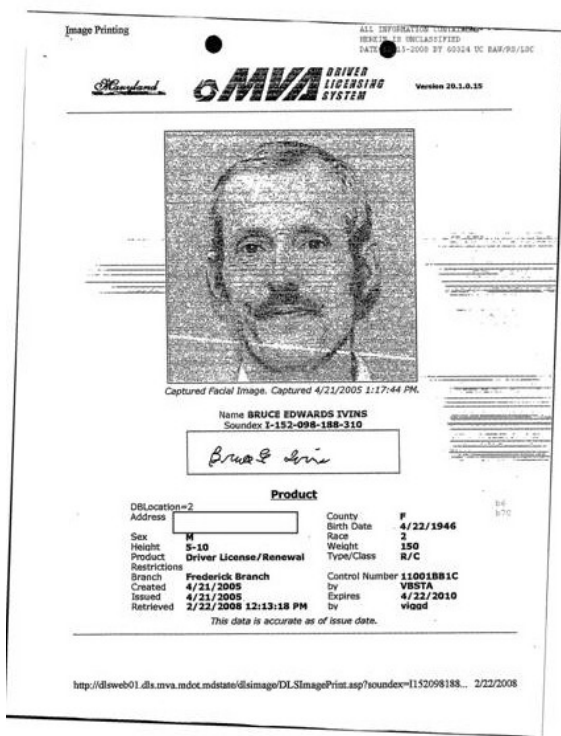 Image Printing
ALL INFORMATION CONTAINED
HEREIN IS UNCLASSIFIED
DATE 15-2008 BY 60324 UC BAW/RS/LSC
Maryland
MVA DRIVER LICENSING SYSTEM
Version 20.1.0.15
Captured Facial Image. Captured 4/21/2005 1:17:44 PM.
Name BRUCE EDWARDS IVINS
Soundex I-152-098-188-310
Bruce E Ivins
Product
DBLocation=2
Address County F
Birth Date 4/22/1946
Sex M Race 2
Height 5-10 Weight 150
Product Driver License/Renewal Type/Class R/C
Restrictions
Branch Frederick Branch Control Number 11001BB1C
Created 4/21/2005 by VBSTA
Issued 4/21/2005 Expires 4/22/2010
Retrieved 2/22/2008 12:13:18 PM by viggd
b6
b7C
This data is accurate as of issue date.
http://dlsweb01.dls.mva.mdot.mdstate/dlsimage/DLSImagePrint.asp?soundex=I152098188... 2/22/2008